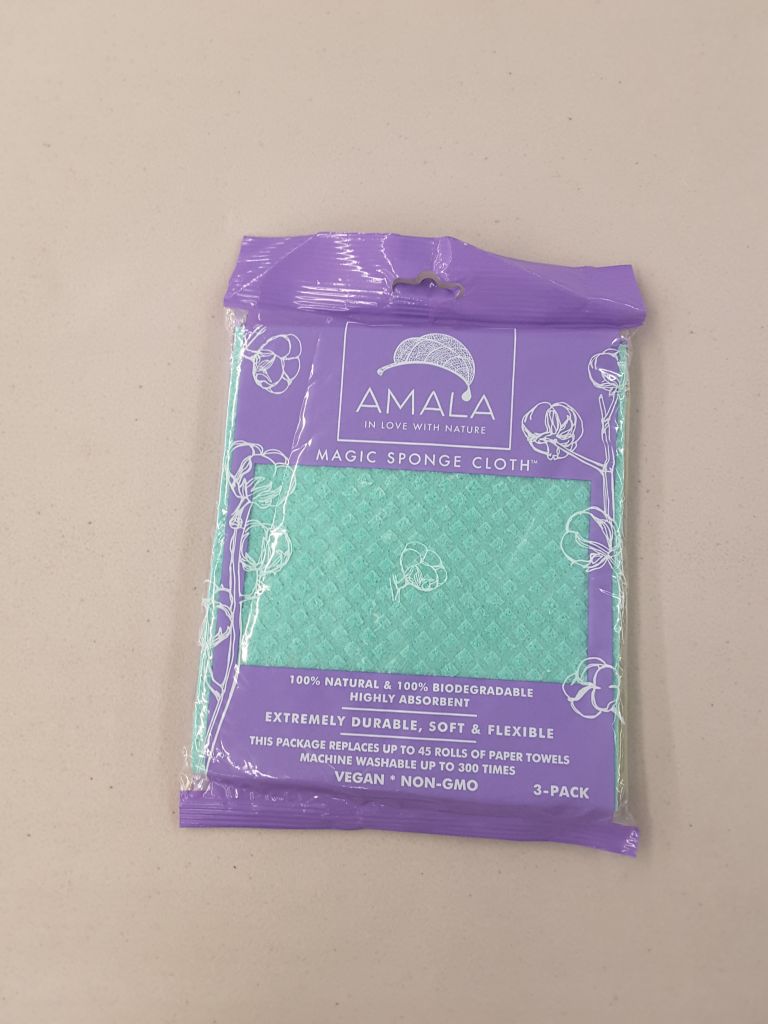 AMALA
IN LOVE WITH NATURE
MAGIC SPONGE CLOTH™
100% NATURAL & 100% BIODEGRADABLE
HIGHLY ABSORBENT
EXTREMELY DURABLE, SOFT & FLEXIBLE
THIS PACKAGE REPLACES UP TO 45 ROLLS OF PAPER TOWELS
MACHINE WASHABLE UP TO 300 TIMES
VEGAN * NON-GMO
3-PACK